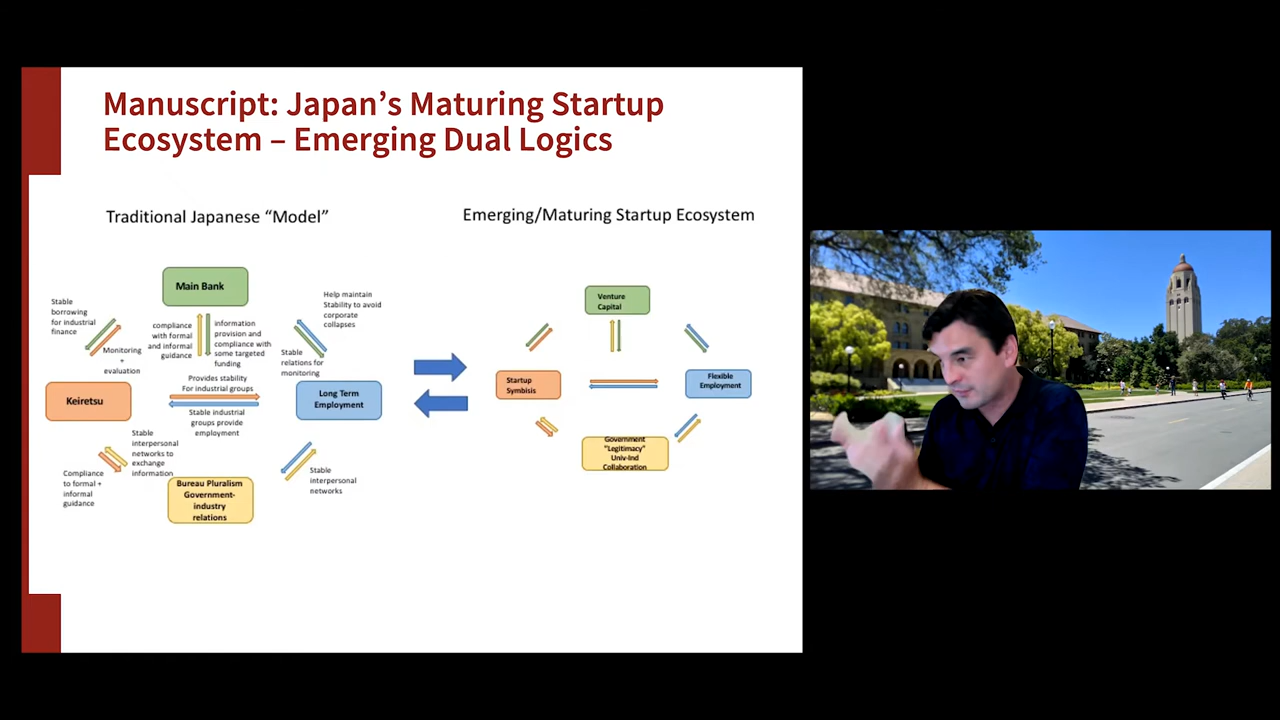 Manuscript: Japan’s Maturing Startup
Ecosystem – Emerging Dual Logics
Traditional Japanese “Model”
Emerging/Maturing Startup Ecosystem
Main Bank
Stable
borrowing
for industrial
finance
Monitoring
+
evaluation
compliance
with formal
and informal
guidance
information
provision and
compliance with
some targeted
funding
Help maintain
Stability to avoid
corporate
collapses
Stable
relations for
monitoring
Keiretsu
Provides stability
For industrial groups
Stable industrial
groups provide
employment
Long Term
Employment
Stable
interpersonal
networks to
exchange
information
Compliance
to formal +
informal
guidance
Bureau Pluralism
Government-
industry
relations
Stable
interpersonal
networks
Venture
Capital
Startup
Symbisis
Flexible
Employment
Government
"Legitimacy"
Univ-Ind
Collaboration